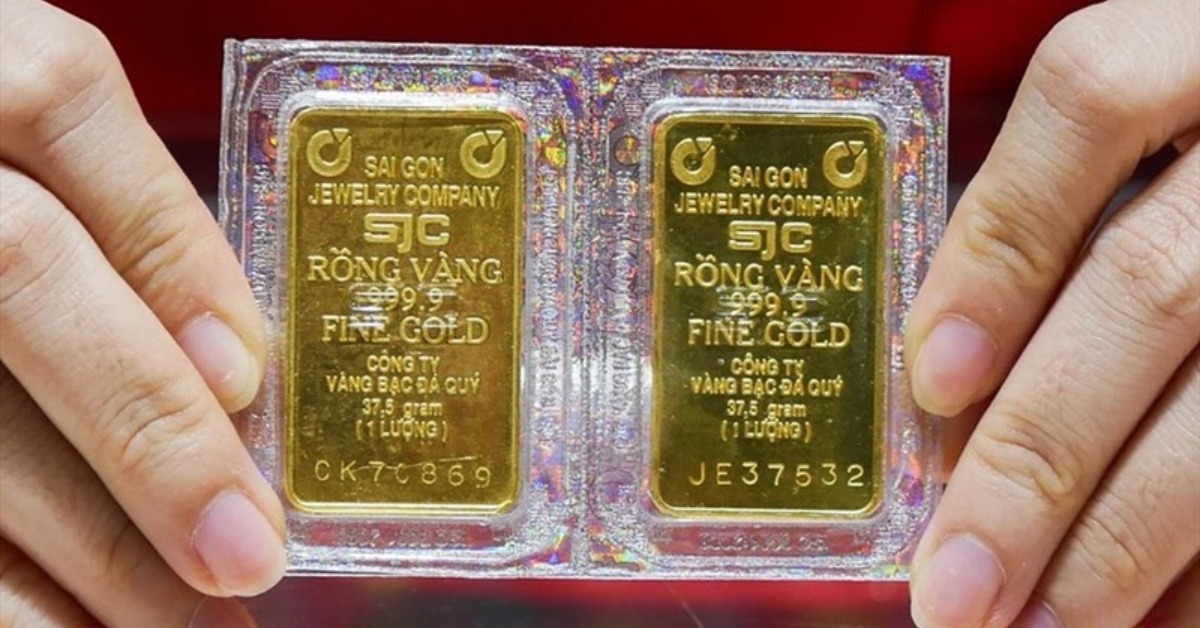 SAI GON
JEWELRY COMPANY
SJC
RỒNG VÀNG
999.9
FINE GOLD
CÔNG TY
VÀNG BẠC ĐÁ QUÝ
37,5 gram
(1 LƯỢNG)
SAI GON
JEWELRY COMPANY
SJC
RỒNG VÀNG
999.9
FINE GOLD
CÔNG TY
VÀNG BẠC ĐÁ QUÝ
37,5 gram
(1 LƯỢNG)
JE37532